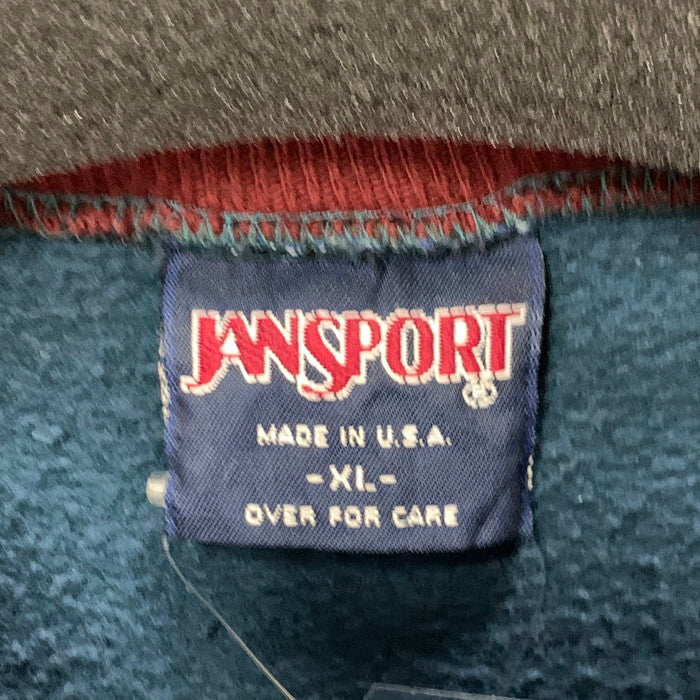 JANSPORT®
MADE IN U.S.A.
-XL-
OVER FOR CARE